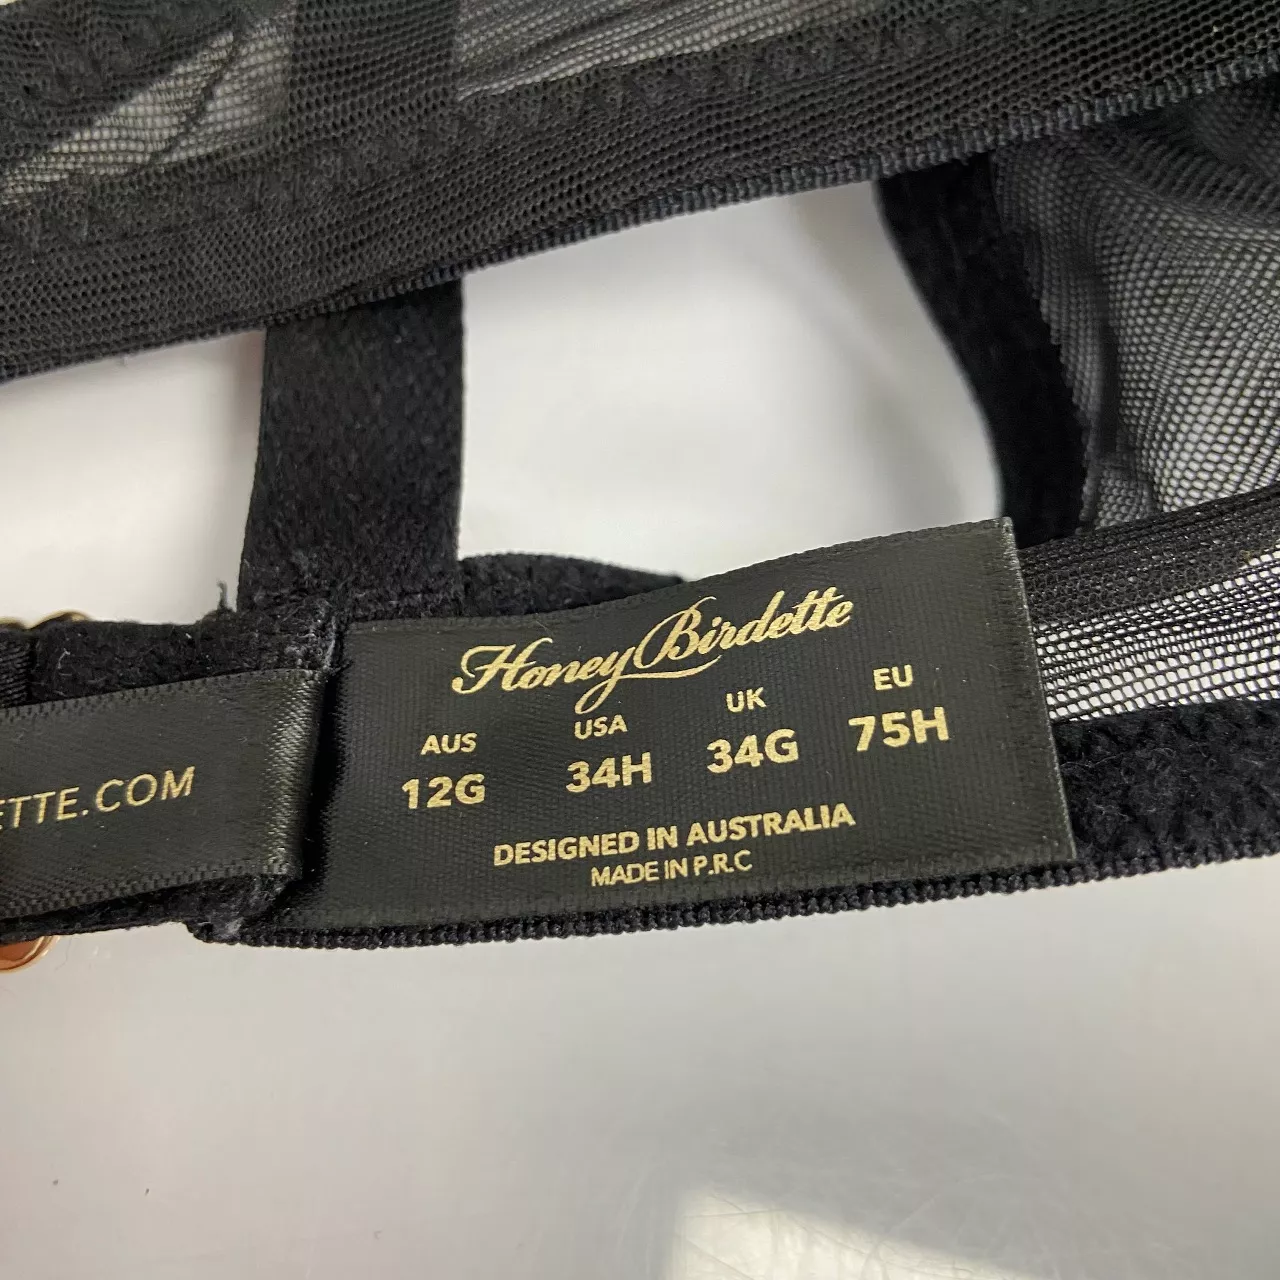 ETTE.COM
Honey Birdette
AUS USA UK EU
12G 34H 34G 75H
DESIGNED IN AUSTRALIA
MADE IN P.R.C